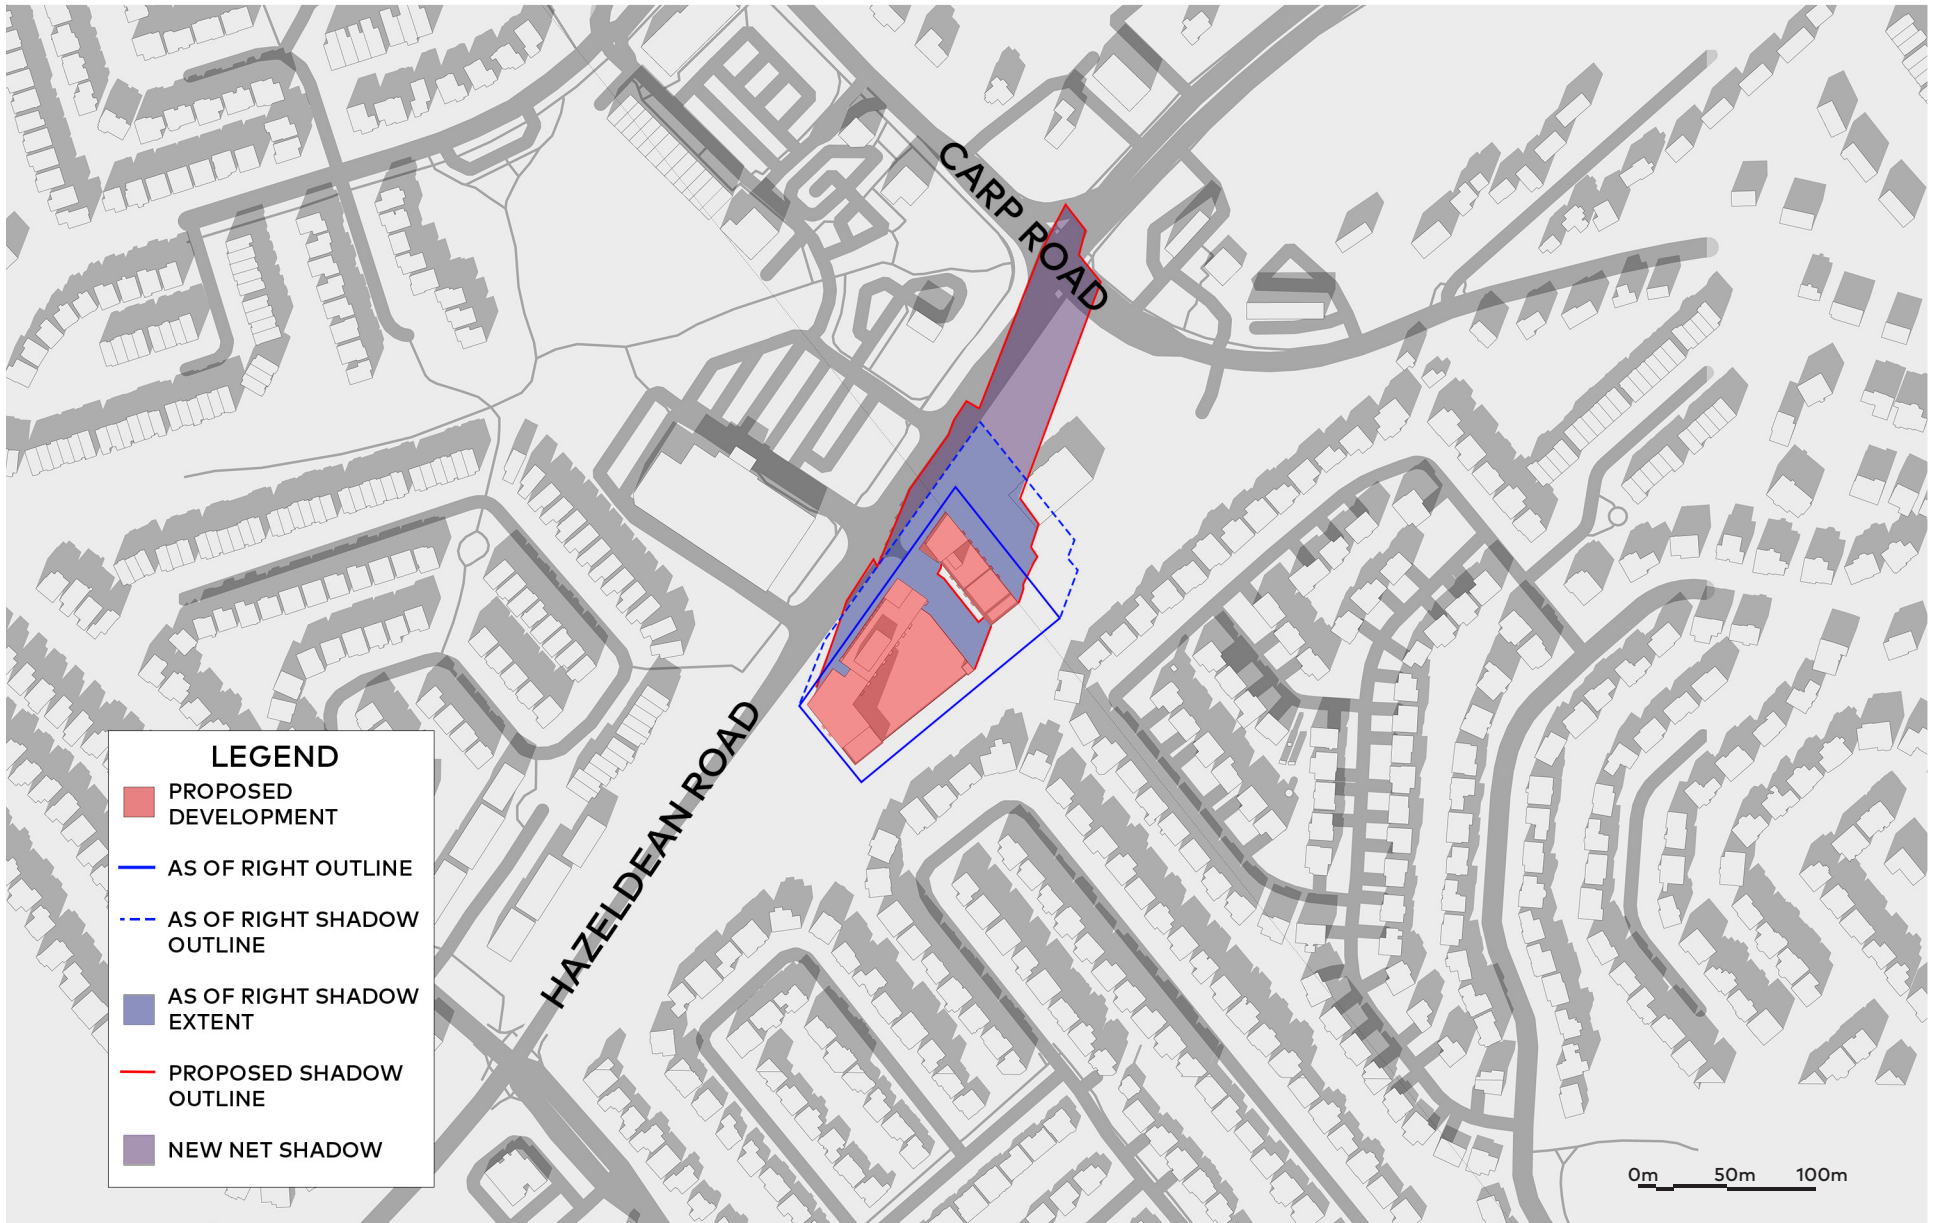 CARP ROAD
HAZELDEAN ROAD
LEGEND
PROPOSED
DEVELOPMENT
AS OF RIGHT OUTLINE
AS OF RIGHT SHADOW
OUTLINE
AS OF RIGHT SHADOW
EXTENT
PROPOSED SHADOW
OUTLINE
NEW NET SHADOW
0m 50m 100m